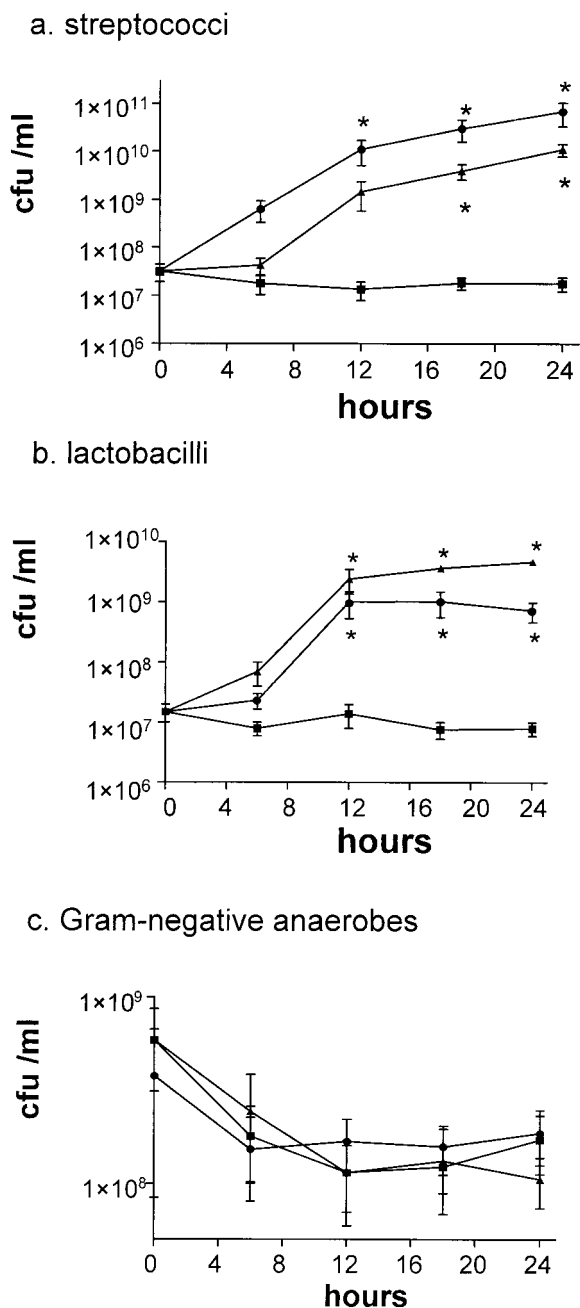 a. streptococci
*
1×10¹¹
*
*
1×10¹⁰
cfu /ml
1×10⁹
*
*
1×10⁸
1×10⁷
1×10⁶
0 4 8 12 16 20 24
hours
b. lactobacilli
1×10¹⁰
* * *
cfu /ml
1×10⁹
* * *
1×10⁸
1×10⁷
1×10⁶
0 4 8 12 16 20 24
hours
c. Gram-negative anaerobes
1×10⁹
cfu /ml
1×10⁸
0 4 8 12 16 20 24
hours